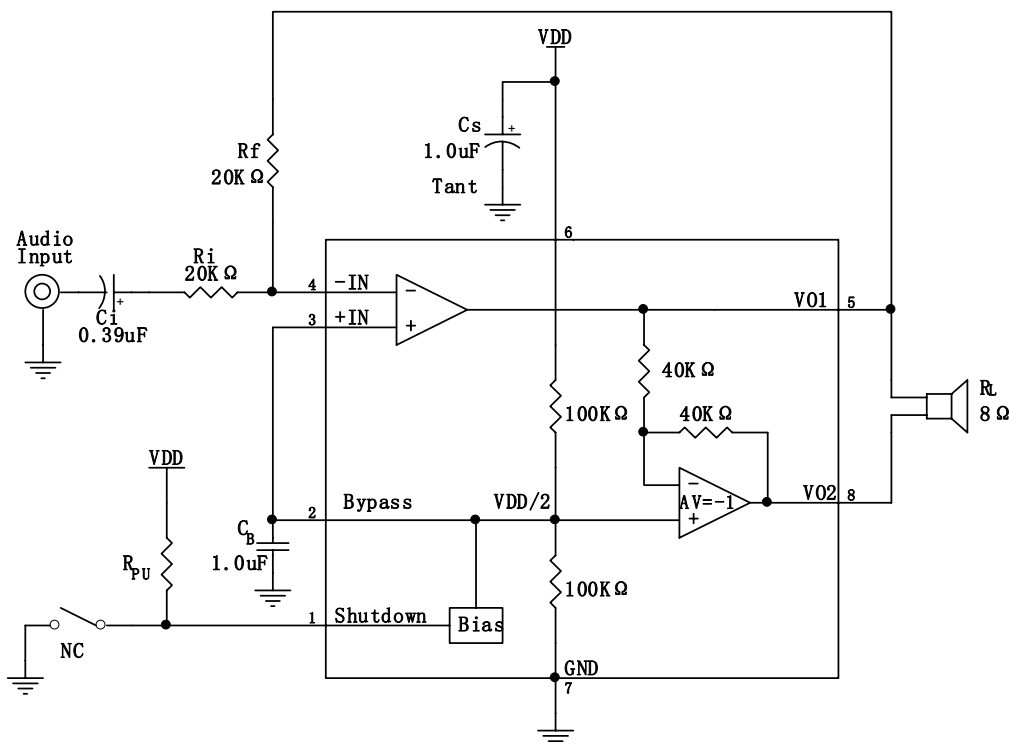 VDD
Cs
+
1.0uF
Tant
Rf
20KΩ
6
Audio
Input
Ri
20KΩ
4
-IN
-
VO1
5
+
Ci
0.39uF
3
+IN
+
40KΩ
RL
8Ω
100KΩ
40KΩ
VDD
2
Bypass
VDD/2
-
AV=-1
+
VO2
8
CB
1.0uF
RPU
100KΩ
1
Shutdown
Bias
NC
GND
7